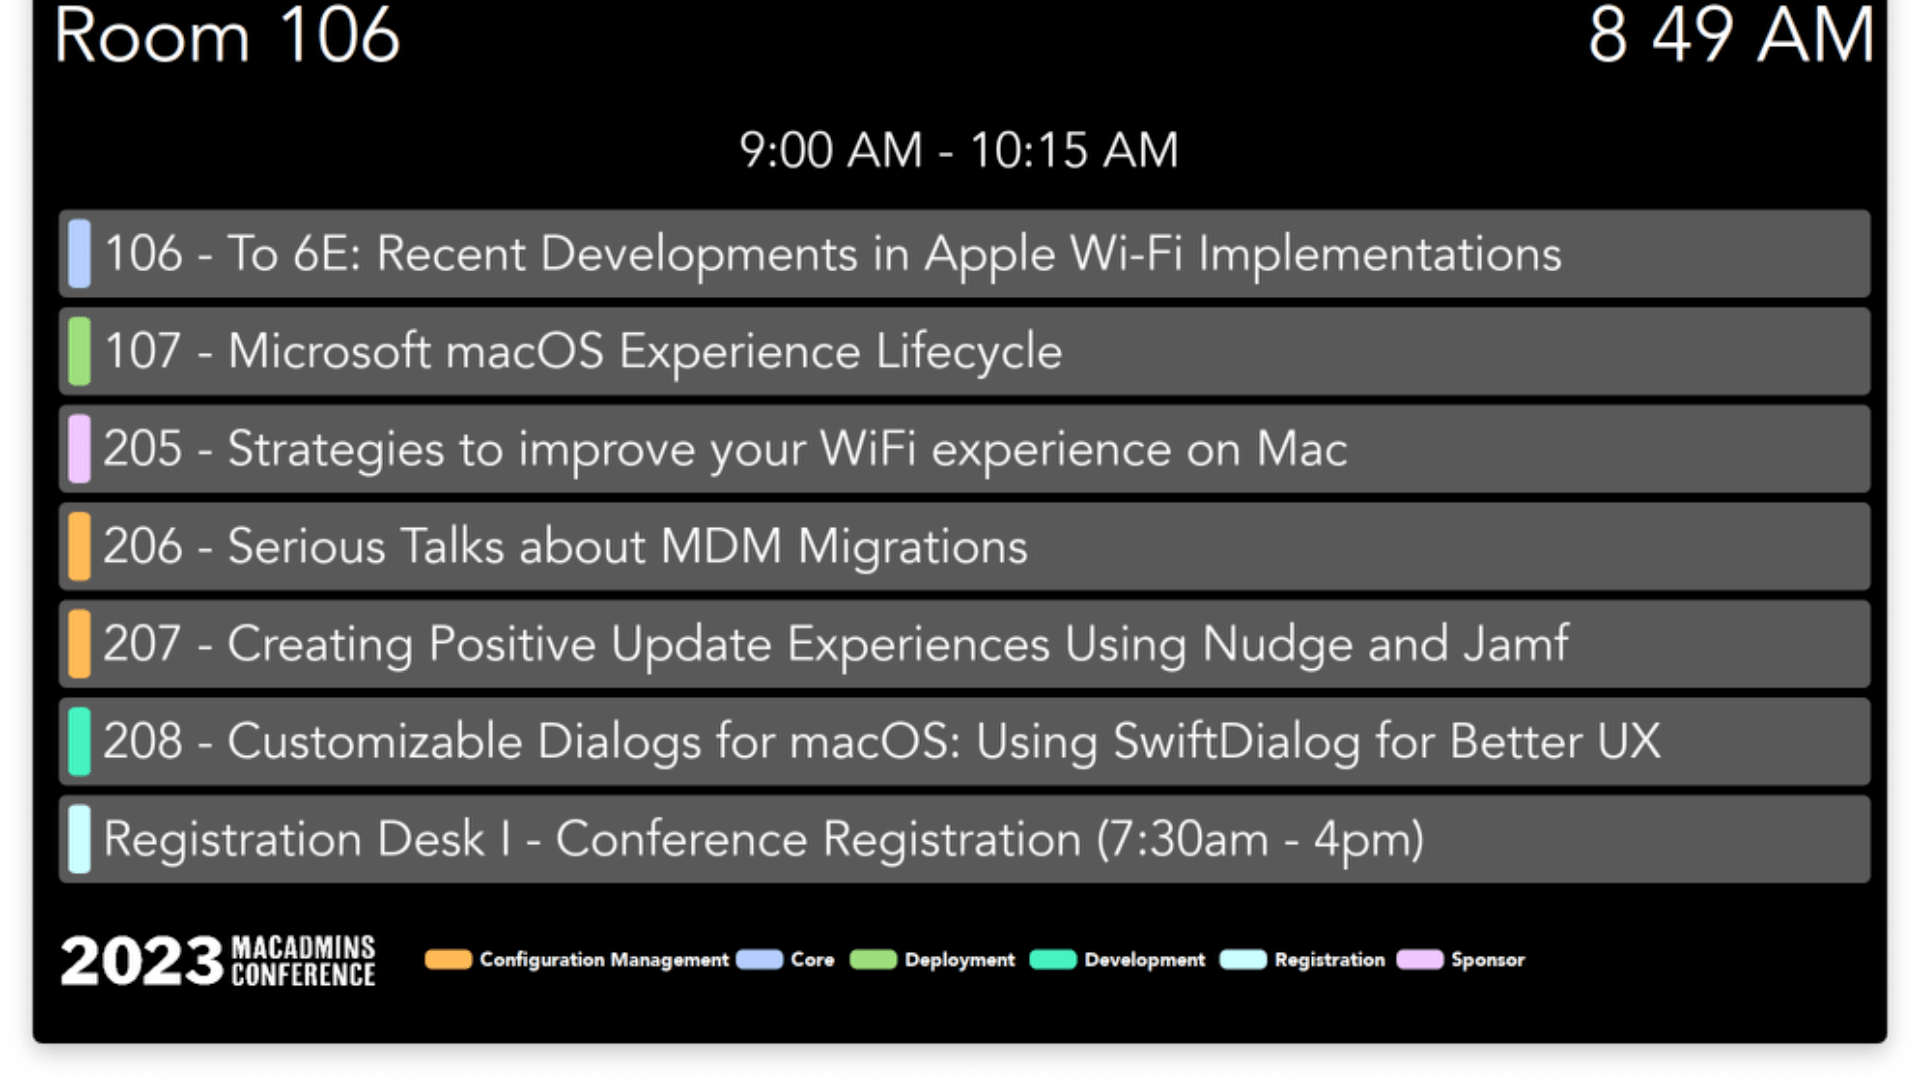 Room 106
8 49 AM
9:00 AM - 10:15 AM
106 - To 6E: Recent Developments in Apple Wi-Fi Implementations
107 - Microsoft macOS Experience Lifecycle
205 - Strategies to improve your WiFi experience on Mac
206 - Serious Talks about MDM Migrations
207 - Creating Positive Update Experiences Using Nudge and Jamf
208 - Customizable Dialogs for macOS: Using SwiftDialog for Better UX
Registration Desk I - Conference Registration (7:30am - 4pm)
2023 MACADMINS
CONFERENCE
Configuration Management Core Deployment Development Registration Sponsor